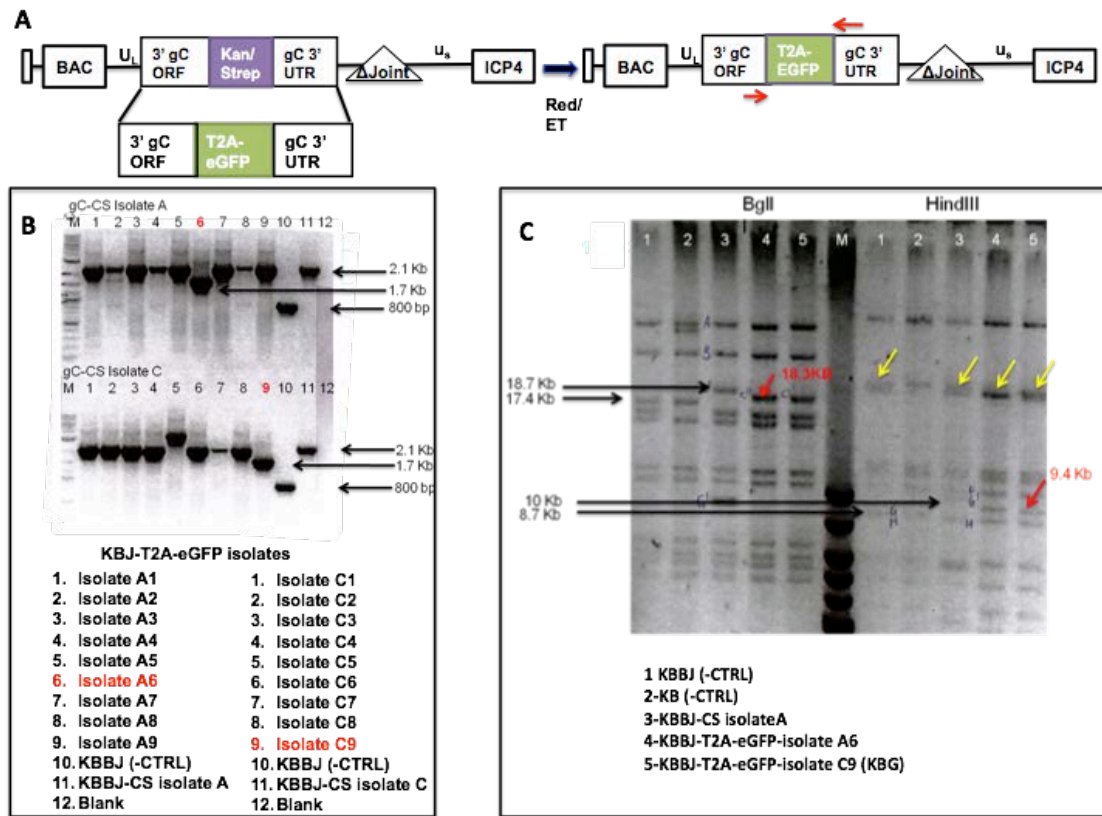 A
BAC
U_L
3' gC ORF
Kan/ Strep
gC 3' UTR
ΔJoint
u_s
ICP4
Red/ ET
BAC
U_L
3' gC ORF
T2A- EGFP
gC 3' UTR
ΔJoint
u_s
ICP4
3' gC ORF
T2A- eGFP
gC 3' UTR
B
gC-CS Isolate A
M 1 2 3 4 5 6 7 8 9 10 11 12
2.1 Kb
1.7 Kb
800 bp
gC-CS Isolate C
M 1 2 3 4 5 6 7 8 9 10 11 12
2.1 Kb
1.7 Kb
800 bp
KBJ-T2A-eGFP isolates
1. Isolate A1
2. Isolate A2
3. Isolate A3
4. Isolate A4
5. Isolate A5
6. Isolate A6
7. Isolate A7
8. Isolate A8
9. Isolate A9
10. KBBJ (-CTRL)
11. KBBJ-CS isolate A
12. Blank
1. Isolate C1
2. Isolate C2
3. Isolate C3
4. Isolate C4
5. Isolate C5
6. Isolate C6
7. Isolate C7
8. Isolate C8
9. Isolate C9
10. KBBJ (-CTRL)
11. KBBJ-CS isolate C
12. Blank
C
BglI HindIII
1 2 3 4 5 M 1 2 3 4 5
18.7 Kb
17.4 Kb
18.3KB
10 Kb
8.7 Kb
9.4 Kb
1 KBBJ (-CTRL)
2-KB (-CTRL)
3-KBBJ-CS isolateA
4-KBBJ-T2A-eGFP-isolate A6
5-KBBJ-T2A-eGFP-isolate C9 (KBG)